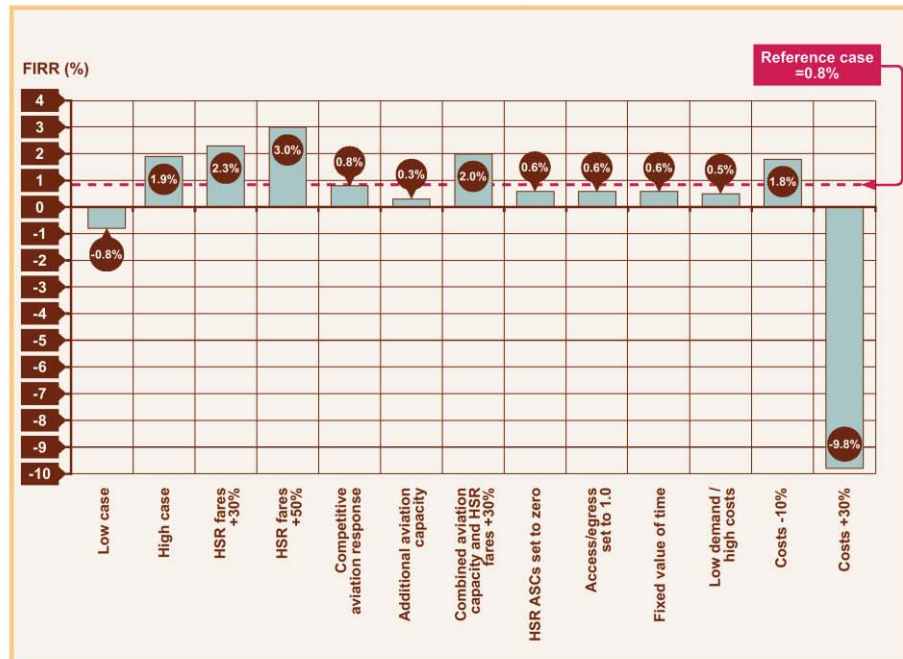 Reference case
=0.8%
FIRR (%)
4
3
2
1
0
-1
-2
-3
-4
-5
-6
-7
-8
-9
-10
-0.8%
1.9%
2.3%
3.0%
0.8%
0.3%
2.0%
0.6%
0.6%
0.6%
0.5%
1.8%
-9.8%
Low case
High case
HSR fares
+30%
HSR fares
+50%
Competitive
aviation response
Additional aviation
capacity
Combined aviation
capacity and HSR
fares +30%
HSR ASCs set to zero
Access/egress
set to 1.0
Fixed value of time
Low demand /
high costs
Costs -10%
Costs +30%